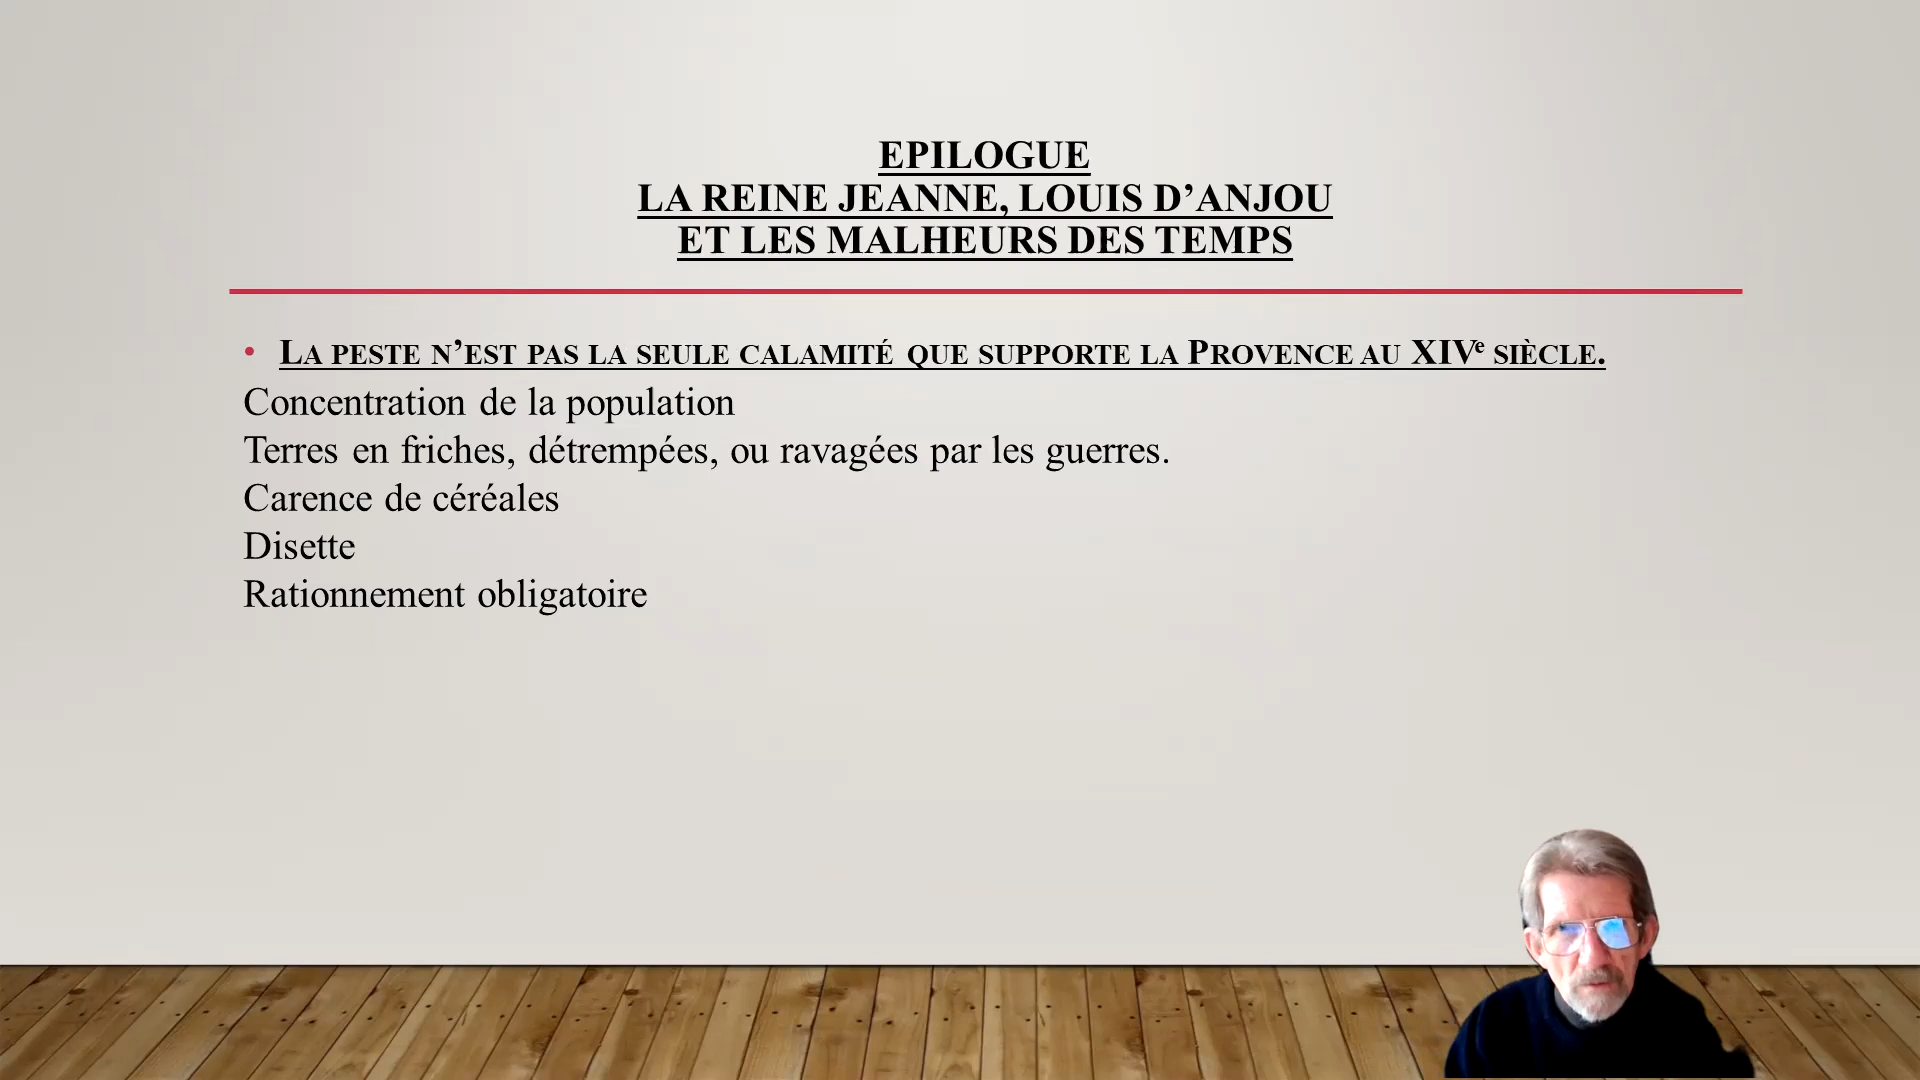 EPILOGUE
LA REINE JEANNE, LOUIS D’ANJOU
ET LES MALHEURS DES TEMPS
• La peste n’est pas la seule calamité que supporte la Provence au XIVe siècle.
Concentration de la population
Terres en friches, détrempées, ou ravagées par les guerres.
Carence de céréales
Disette
Rationnement obligatoire